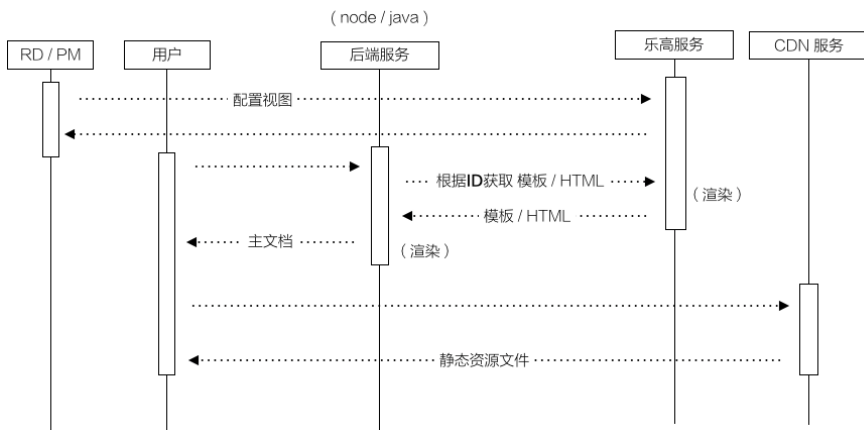 （node / java）
RD / PM
用户
后端服务
乐高服务
CDN 服务
配置视图
根据ID获取 模板 / HTML
（渲染）
模板 / HTML
主文档
（渲染）
静态资源文件